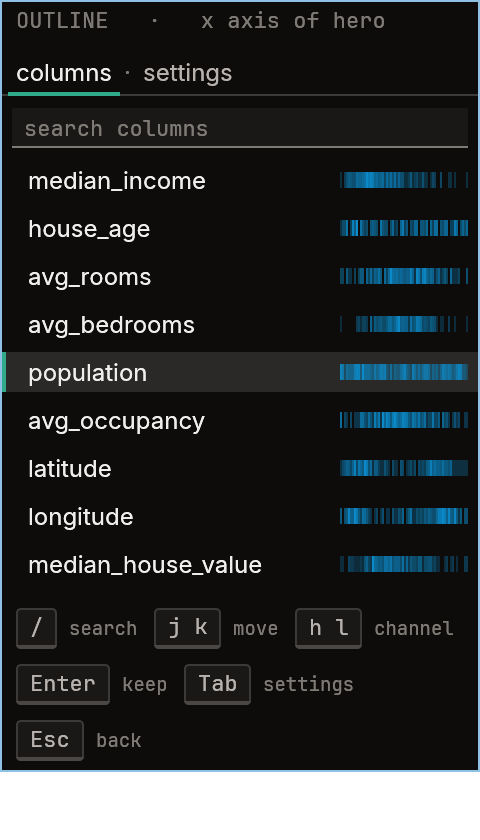 OUTLINE · x axis of hero
columns · settings
search columns
median_income
house_age
avg_rooms
avg_bedrooms
population
avg_occupancy
latitude
longitude
median_house_value
/ search j k move h l channel
Enter keep Tab settings
Esc back